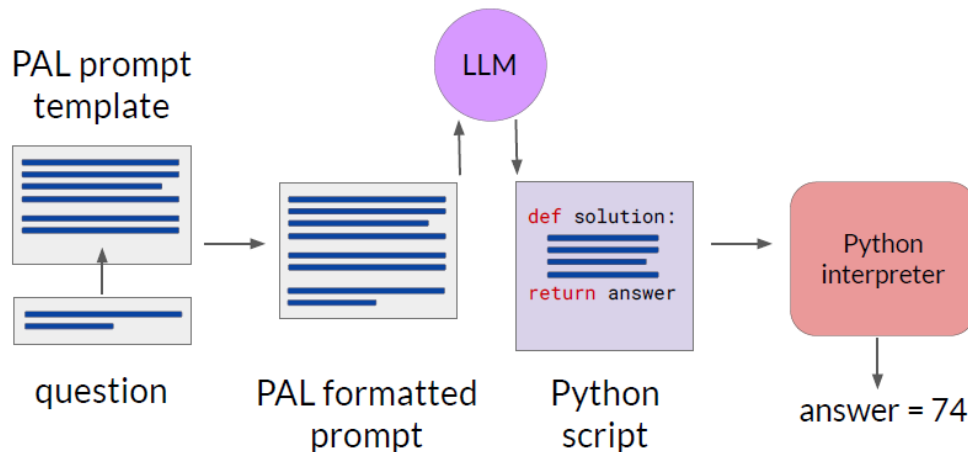 PAL prompt
template
question
PAL formatted
prompt
LLM
def solution:
return answer
Python
script
Python
interpreter
answer = 74